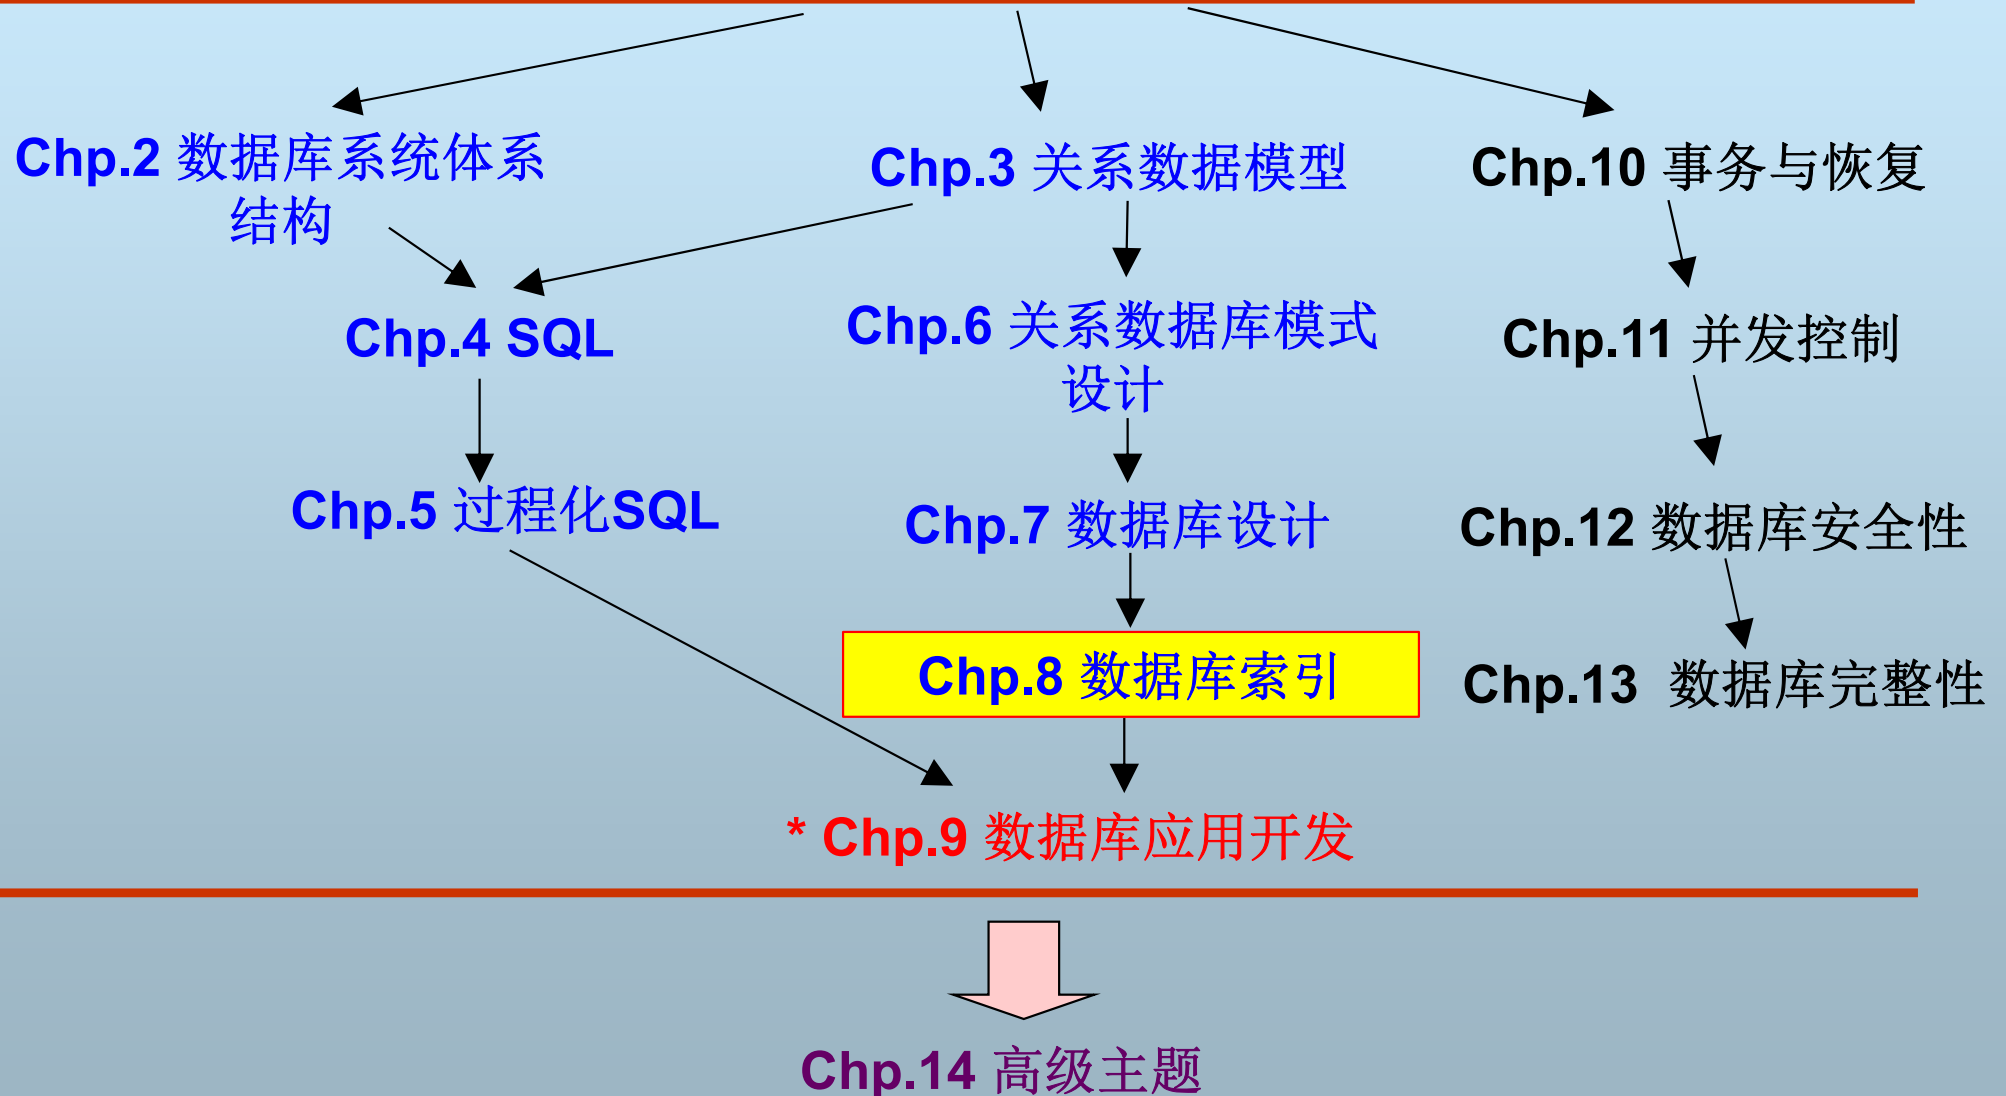 Chp.2 数据库系统体系
结构
Chp.3 关系数据模型
Chp.10 事务与恢复
Chp.4 SQL
Chp.6 关系数据库模式
设计
Chp.11 并发控制
Chp.5 过程化SQL
Chp.7 数据库设计
Chp.12 数据库安全性
Chp.8 数据库索引
Chp.13 数据库完整性
* Chp.9 数据库应用开发
Chp.14 高级主题